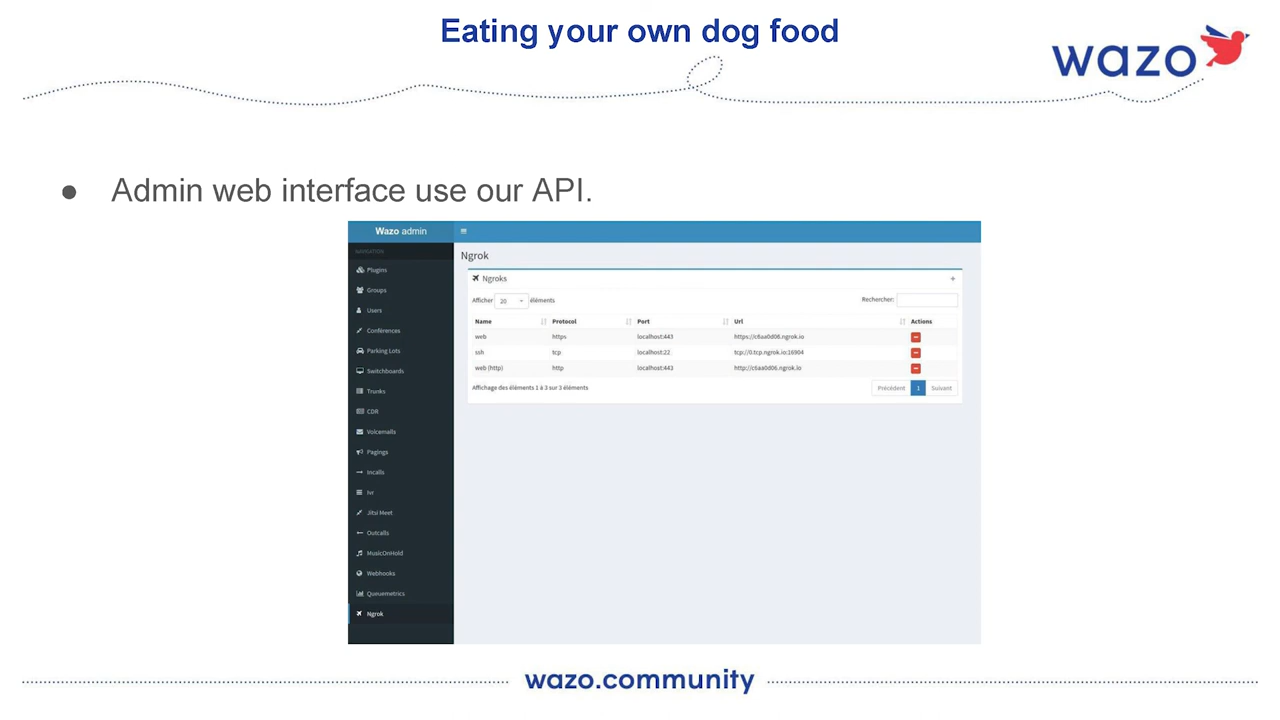 Eating your own dog food
wazo
● Admin web interface use our API.
Wazo admin
NAVIGATION
Plugins
Groups
Users
Conférences
Parking Lots
Switchboards
Trunks
CDR
Voicemails
Pagings
Incalls
Ivr
Jitsi Meet
Outcalls
MusicOnHold
Webhooks
Queuemetrics
Ngrok
Ngrok
Ngroks
Afficher 20 éléments Rechercher:
Name Protocol Port Url Actions
web https localhost:443 https://c6aa0d06.ngrok.io
ssh tcp localhost:22 tcp://0.tcp.ngrok.io:16904
web (http) http localhost:443 http://c6aa0d06.ngrok.io
Affichage des éléments 1 à 3 sur 3 éléments Précédent 1 Suivant
wazo.community